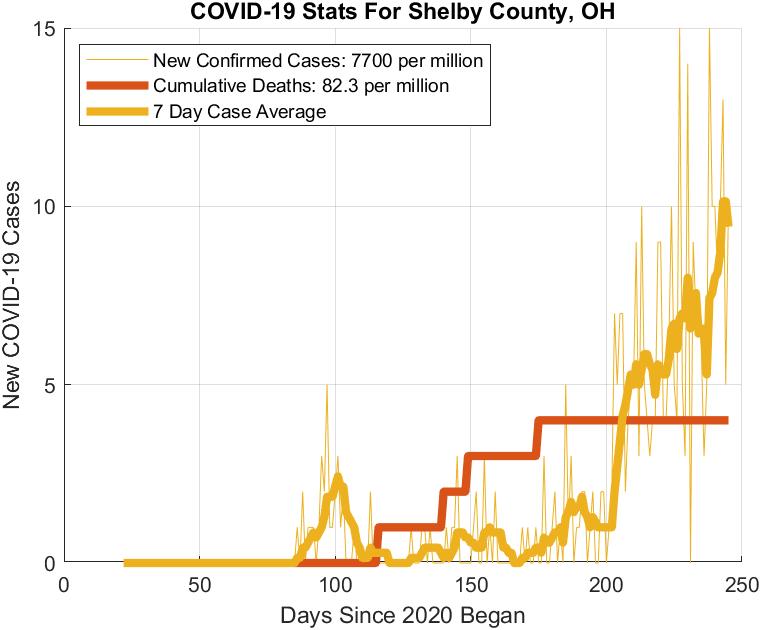 COVID-19 Stats For Shelby County, OH
15
New Confirmed Cases: 7700 per million
Cumulative Deaths: 82.3 per million
7 Day Case Average
10
New COVID-19 Cases
5
0
0 50 100 150 200 250
Days Since 2020 Began